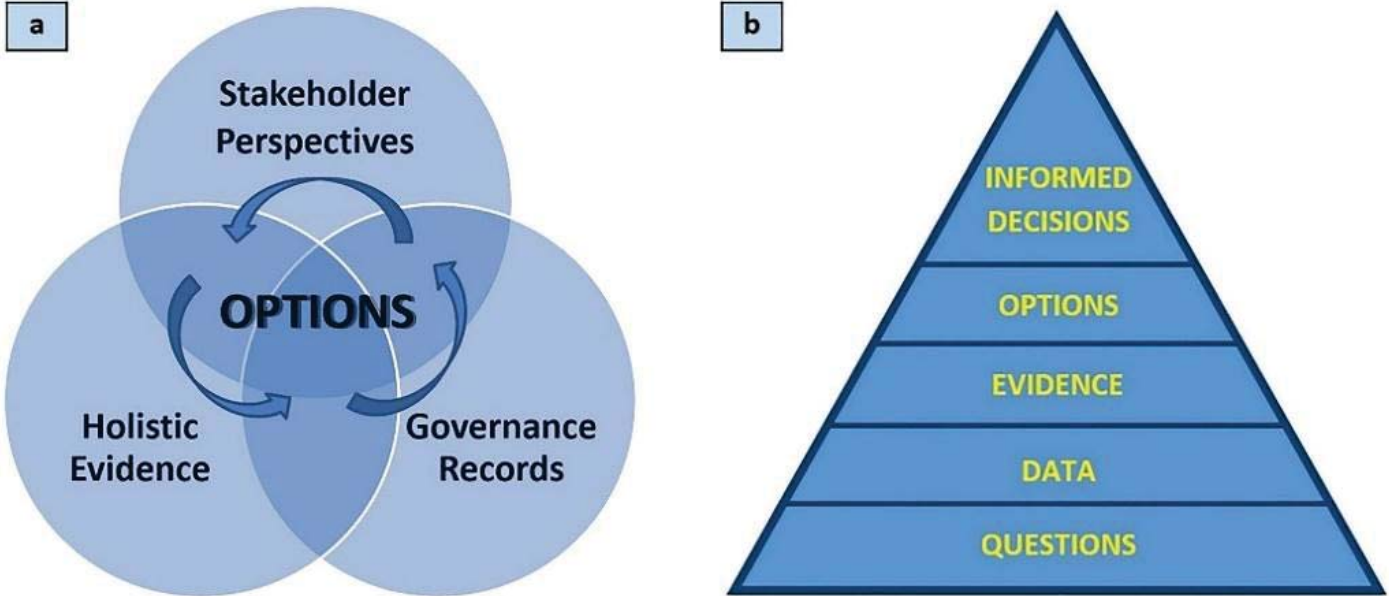 a
Stakeholder
Perspectives
OPTIONS
Holistic
Evidence
Governance
Records
b
INFORMED
DECISIONS
OPTIONS
EVIDENCE
DATA
QUESTIONS